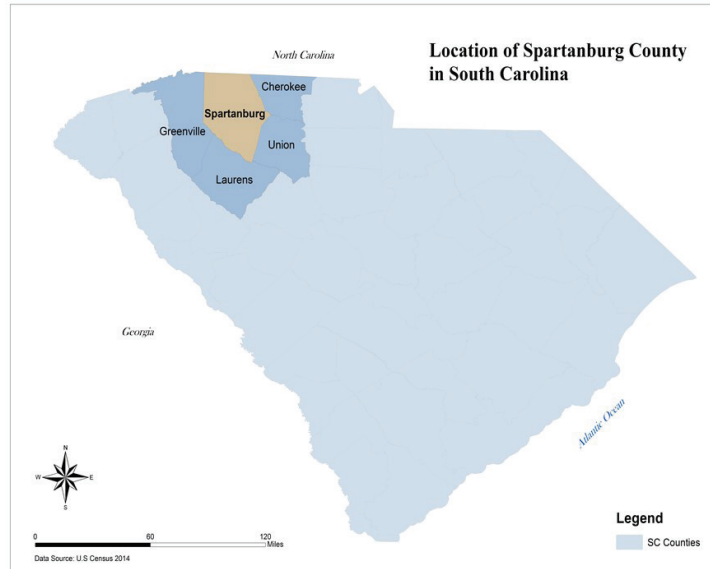 North Carolina
Location of Spartanburg County
in South Carolina
Cherokee
Spartanburg
Greenville
Union
Laurens
Georgia
Atlantic Ocean
N
W E
S
0 60 120
Miles
Data Source: U.S Census 2014
Legend
SC Counties